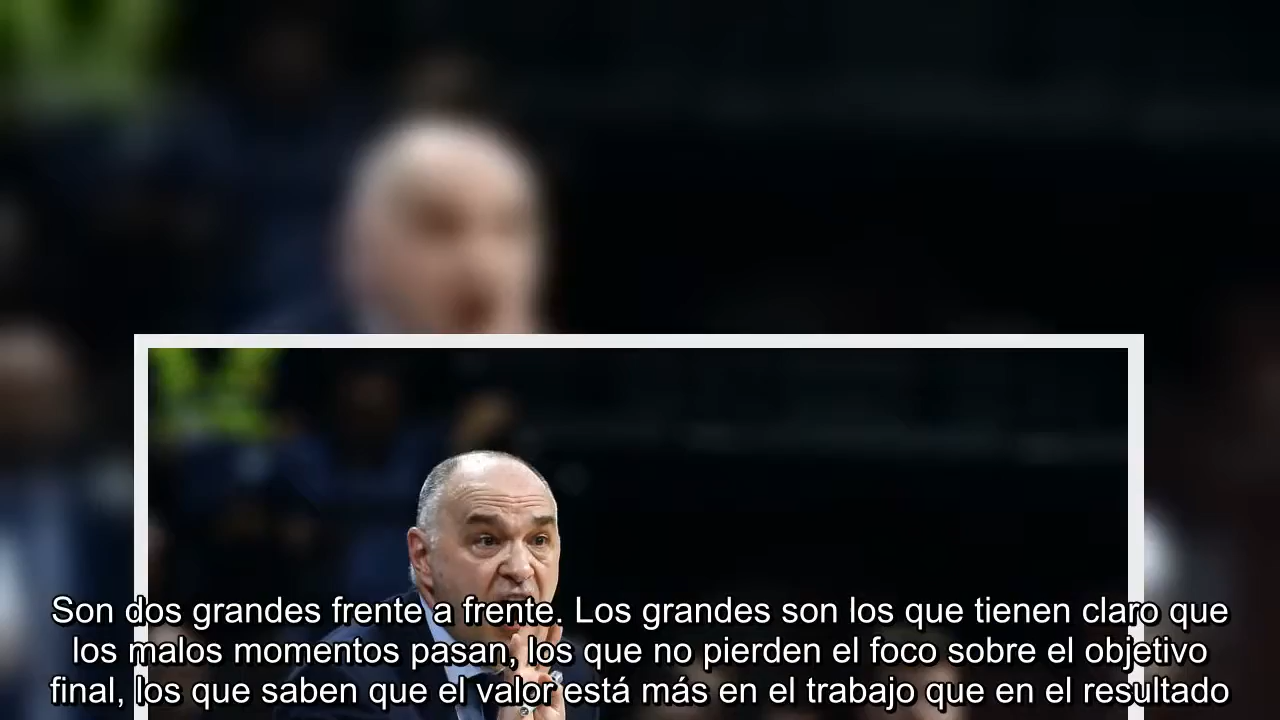 Son dos grandes frente a frente. Los grandes son los que tienen claro que
los malos momentos pasan, los que no pierden el foco sobre el objetivo
final, los que saben que el valor está más en el trabajo que en el resultado